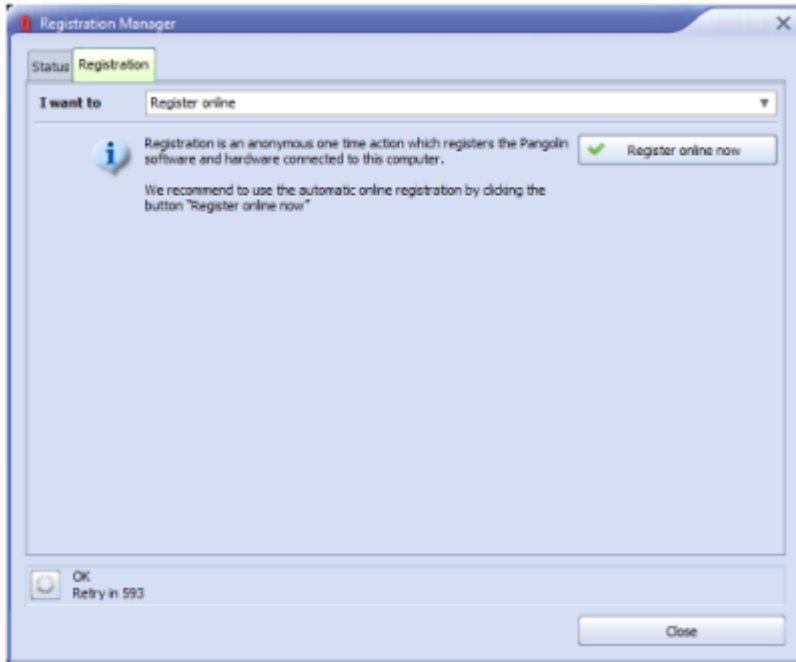 Registration Manager
Status Registration
I want to Register online
Registration is an anonymous one time action which registers the Pangolin
software and hardware connected to this computer.
Register online now
We recommend to use the automatic online registration by clicking the
button "Register online now"
OK
Retry in 593
Close